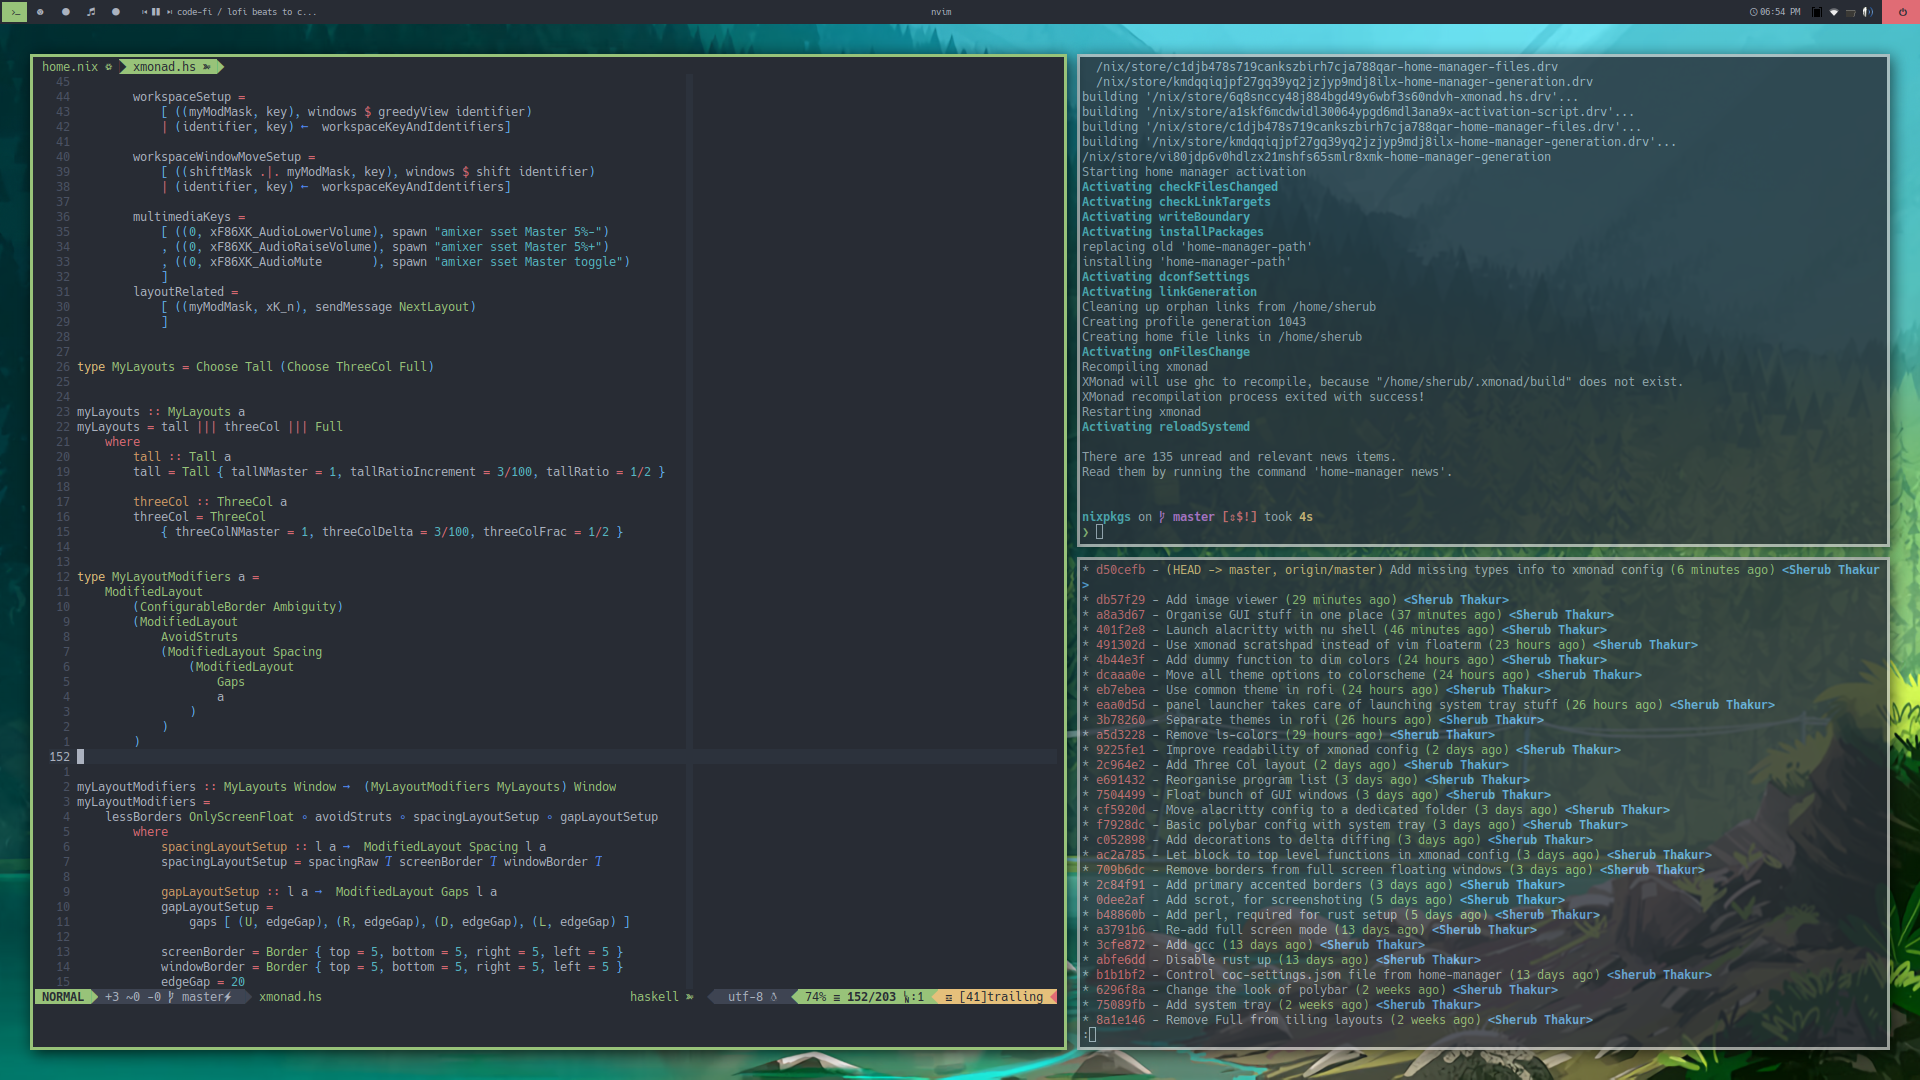 code-fi / lofi beats to c...
nvim
06:54 PM
home.nix
xmonad.hs
45
44 workspaceSetup =
43 [ ((myModMask, key), windows $ greedyView identifier)
42 | (identifier, key) ← workspaceKeyAndIdentifiers]
41
40 workspaceWindowMoveSetup =
39 [ ((shiftMask .|. myModMask, key), windows $ shift identifier)
38 | (identifier, key) ← workspaceKeyAndIdentifiers]
37
36 multimediaKeys =
35 [ ((0, xF86XK_AudioLowerVolume), spawn "amixer sset Master 5%-")
34 , ((0, xF86XK_AudioRaiseVolume), spawn "amixer sset Master 5%+")
33 , ((0, xF86XK_AudioMute       ), spawn "amixer sset Master toggle")
32 ]
31 layoutRelated =
30 [ ((myModMask, xK_n), sendMessage NextLayout)
29 ]
28
27
26 type MyLayouts = Choose Tall (Choose ThreeCol Full)
25
24
23 myLayouts :: MyLayouts a
22 myLayouts = tall ||| threeCol ||| Full
21 where
20 tall :: Tall a
19 tall = Tall { tallNMaster = 1, tallRatioIncrement = 3/100, tallRatio = 1/2 }
18
17 threeCol :: ThreeCol a
16 threeCol = ThreeCol
15 { threeColNMaster = 1, threeColDelta = 3/100, threeColFrac = 1/2 }
14
13
12 type MyLayoutModifiers a =
11 ModifiedLayout
10 (ConfigurableBorder Ambiguity)
9 (ModifiedLayout
8 AvoidStruts
7 (ModifiedLayout Spacing
6 (ModifiedLayout
5 Gaps
4 a
3 )
2 )
1 )
152
1
2 myLayoutModifiers :: MyLayouts Window → (MyLayoutModifiers MyLayouts) Window
3 myLayoutModifiers =
4 lessBorders OnlyScreenFloat ∘ avoidStruts ∘ spacingLayoutSetup ∘ gapLayoutSetup
5 where
6 spacingLayoutSetup :: l a → ModifiedLayout Spacing l a
7 spacingLayoutSetup = spacingRaw T screenBorder T windowBorder T
8
9 gapLayoutSetup :: l a → ModifiedLayout Gaps l a
10 gapLayoutSetup =
11 gaps [ (U, edgeGap), (R, edgeGap), (D, edgeGap), (L, edgeGap) ]
12
13 screenBorder = Border { top = 5, bottom = 5, right = 5, left = 5 }
14 windowBorder = Border { top = 5, bottom = 5, right = 5, left = 5 }
15 edgeGap = 20
NORMAL +3 ~0 -0 master xmonad.hs haskell utf-8 74% ≡ 152/203 :1 [41]trailing
/nix/store/c1djb478s719cankszbirh7cja788qar-home-manager-files.drv
/nix/store/kmdqqiqjpf27gq39yq2jzjyp9mdj8ilx-home-manager-generation.drv
building '/nix/store/6q8snccy48j884bgd49y6wbf3s60ndvh-xmonad.hs.drv'...
building '/nix/store/a1skf6mcdwidl30064ypgd6mdl3ana9x-activation-script.drv'...
building '/nix/store/c1djb478s719cankszbirh7cja788qar-home-manager-files.drv'...
building '/nix/store/kmdqqiqjpf27gq39yq2jzjyp9mdj8ilx-home-manager-generation.drv'...
/nix/store/vi80jdp6v0hdlzx21mshfs65smlr8xmk-home-manager-generation
Starting home manager activation
Activating checkFilesChanged
Activating checkLinkTargets
Activating writeBoundary
Activating installPackages
replacing old 'home-manager-path'
installing 'home-manager-path'
Activating dconfSettings
Activating linkGeneration
Cleaning up orphan links from /home/sherub
Creating profile generation 1043
Creating home file links in /home/sherub
Activating onFilesChange
Recompiling xmonad
XMonad will use ghc to recompile, because "/home/sherub/.xmonad/build" does not exist.
XMonad recompilation process exited with success!
Restarting xmonad
Activating reloadSystemd
There are 135 unread and relevant news items.
Read them by running the command 'home-manager news'.
nixpkgs on master [⇕$!] took 4s
❯
* d50cefb - (HEAD -> master, origin/master) Add missing types info to xmonad config (6 minutes ago) <Sherub Thakur
>
* db57f29 - Add image viewer (29 minutes ago) <Sherub Thakur>
* a8a3d67 - Organise GUI stuff in one place (37 minutes ago) <Sherub Thakur>
* 401f2e8 - Launch alacritty with nu shell (46 minutes ago) <Sherub Thakur>
* 491302d - Use xmonad scratshpad instead of vim floaterm (23 hours ago) <Sherub Thakur>
* 4b44e3f - Add dummy function to dim colors (24 hours ago) <Sherub Thakur>
* dcaaa0e - Move all theme options to colorscheme (24 hours ago) <Sherub Thakur>
* eb7ebea - Use common theme in rofi (24 hours ago) <Sherub Thakur>
* eaa0d5d - panel launcher takes care of launching system tray stuff (26 hours ago) <Sherub Thakur>
* 3b78260 - Separate themes in rofi (26 hours ago) <Sherub Thakur>
* a5d3228 - Remove ls-colors (29 hours ago) <Sherub Thakur>
* 9225fe1 - Improve readability of xmonad config (2 days ago) <Sherub Thakur>
* 2c964e2 - Add Three Col layout (2 days ago) <Sherub Thakur>
* e691432 - Reorganise program list (3 days ago) <Sherub Thakur>
* 7504499 - Float bunch of GUI windows (3 days ago) <Sherub Thakur>
* cf5920d - Move alacritty config to a dedicated folder (3 days ago) <Sherub Thakur>
* f7928dc - Basic polybar config with system tray (3 days ago) <Sherub Thakur>
* c052898 - Add decorations to delta diffing (3 days ago) <Sherub Thakur>
* ac2a785 - Let block to top level functions in xmonad config (3 days ago) <Sherub Thakur>
* 709b6dc - Remove borders from full screen floating windows (3 days ago) <Sherub Thakur>
* 2c84f91 - Add primary accented borders (3 days ago) <Sherub Thakur>
* 0dee2af - Add scrot, for screenshoting (5 days ago) <Sherub Thakur>
* b48860b - Add perl, required for rust setup (5 days ago) <Sherub Thakur>
* a3791b6 - Re-add full screen mode (13 days ago) <Sherub Thakur>
* 3cfe872 - Add gcc (13 days ago) <Sherub Thakur>
* abfe6dd - Disable rust up (13 days ago) <Sherub Thakur>
* b1b1bf2 - Control coc-settings.json file from home-manager (13 days ago) <Sherub Thakur>
* 6296f8a - Change the look of polybar (2 weeks ago) <Sherub Thakur>
* 75089fb - Add system tray (2 weeks ago) <Sherub Thakur>
* 8a1e146 - Remove Full from tiling layouts (2 weeks ago) <Sherub Thakur>
: